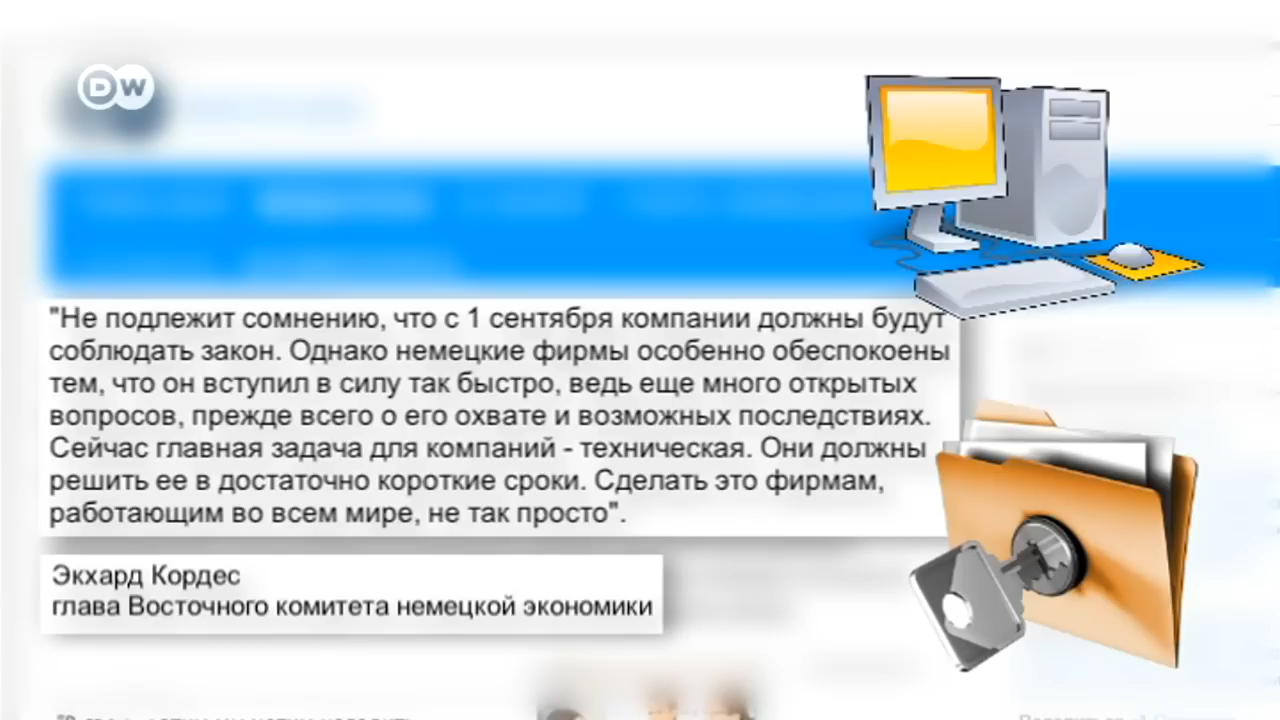 DW
"Не подлежит сомнению, что с 1 сентября компании должны будут
соблюдать закон. Однако немецкие фирмы особенно обеспокоены
тем, что он вступил в силу так быстро, ведь еще много открытых
вопросов, прежде всего о его охвате и возможных последствиях.
Сейчас главная задача для компаний - техническая. Они должны
решить ее в достаточно короткие сроки. Сделать это фирмам,
работающим во всем мире, не так просто".
Экхард Кордес
глава Восточного комитета немецкой экономики